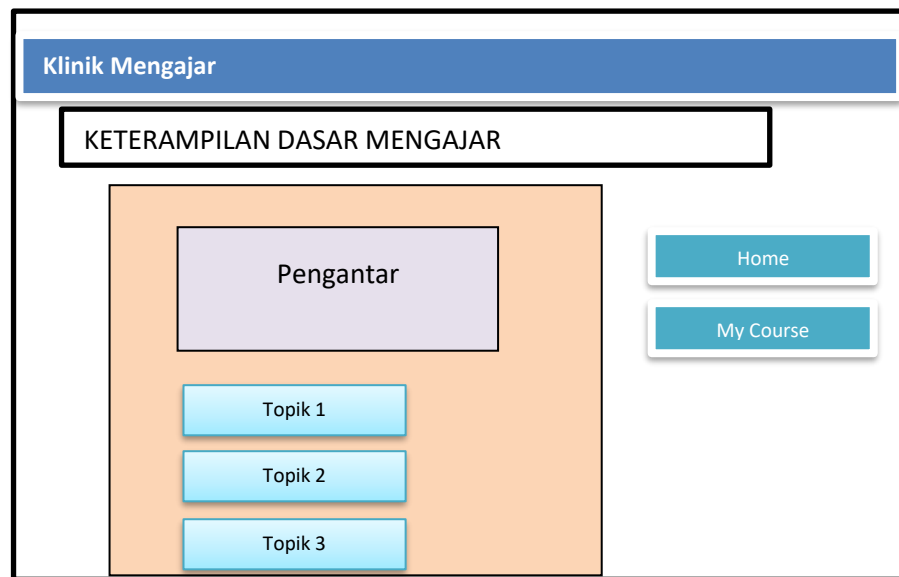 Klinik Mengajar
KETERAMPILAN DASAR MENGAJAR
Pengantar
Home
My Course
Topik 1
Topik 2
Topik 3